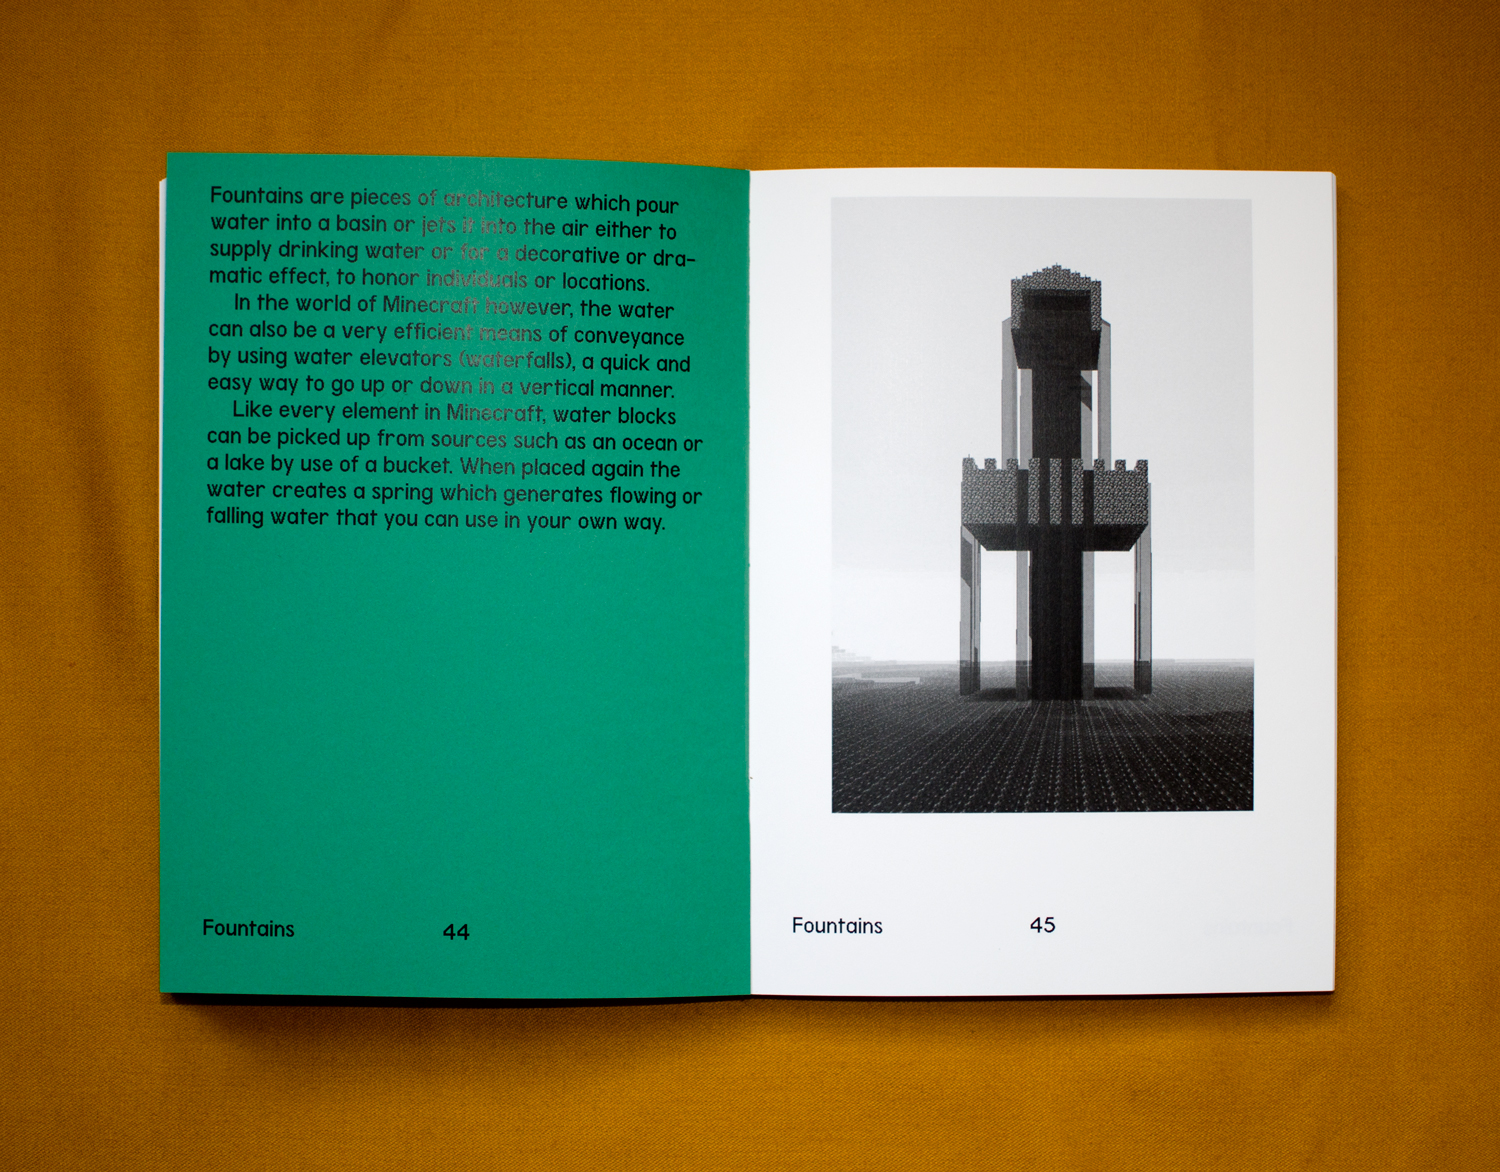 Fountains are pieces of architecture which pour
water into a basin or jets it into the air either to
supply drinking water or for a decorative or dra-
matic effect, to honor individuals or locations.
In the world of Minecraft however, the water
can also be a very efficient means of conveyance
by using water elevators (waterfalls), a quick and
easy way to go up or down in a vertical manner.
Like every element in Minecraft, water blocks
can be picked up from sources such as an ocean or
a lake by use of a bucket. When placed again the
water creates a spring which generates flowing or
falling water that you can use in your own way.
Fountains 44
Fountains 45